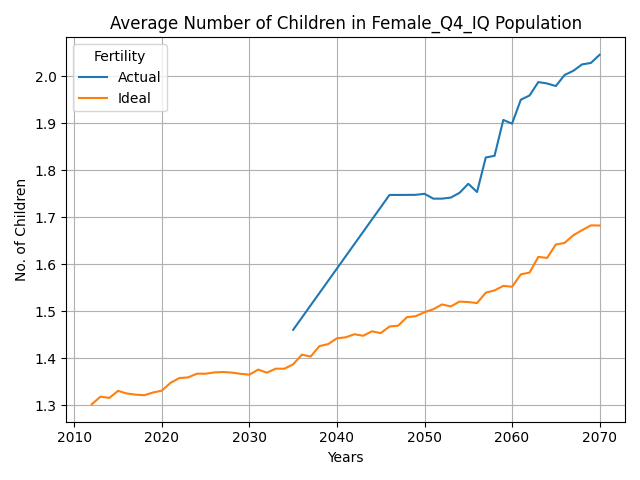 Average Number of Children in Female_Q4_IQ Population
Fertility
Actual
Ideal
2.0
1.9
1.8
1.7
1.6
1.5
1.4
1.3
No. of Children
2010 2020 2030 2040 2050 2060 2070
Years